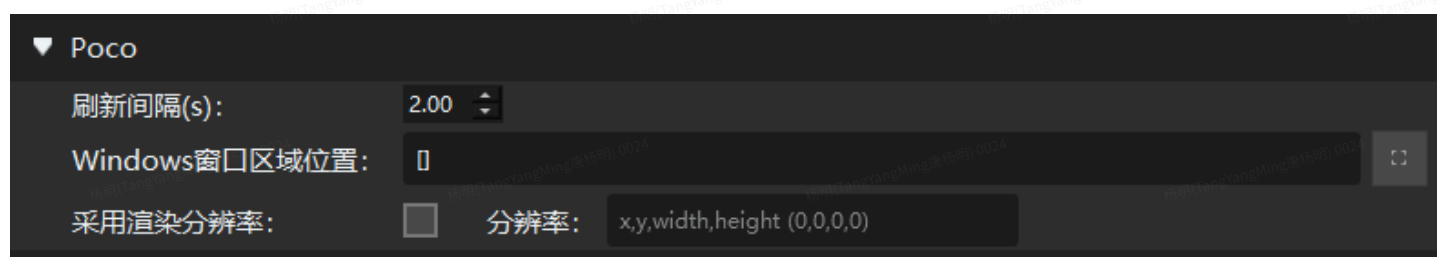 Poco
刷新间隔(s): 2.00
Windows窗口区域位置: []
采用渲染分辨率: 分辨率: x,y,width,height (0,0,0,0)